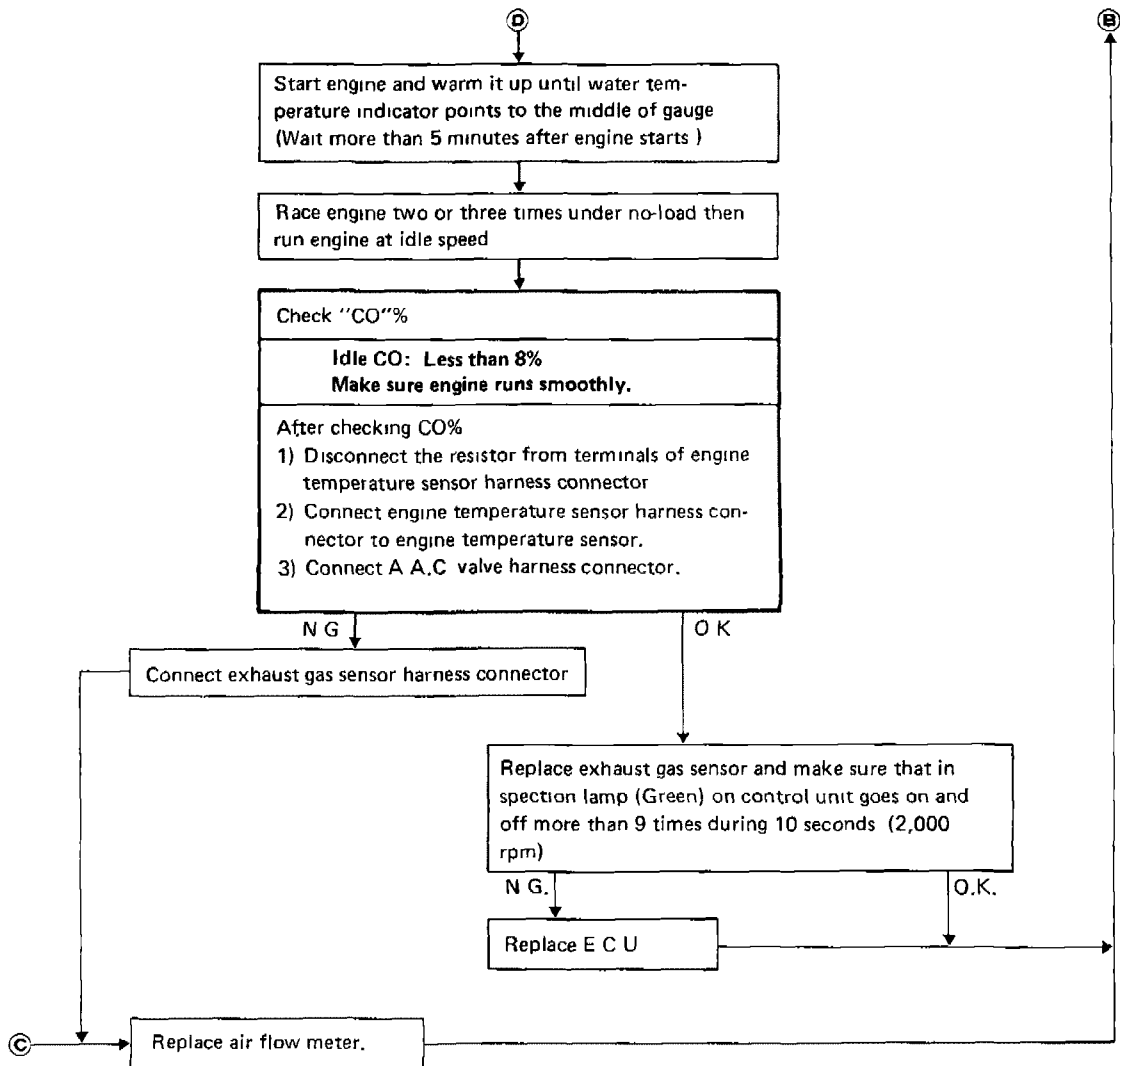 D
B
Start engine and warm it up until water tem-
perature indicator points to the middle of gauge
(Wait more than 5 minutes after engine starts )
Race engine two or three times under no-load then
run engine at idle speed
Check "CO"%
Idle CO: Less than 8%
Make sure engine runs smoothly.
After checking CO%
1) Disconnect the resistor from terminals of engine
temperature sensor harness connector
2) Connect engine temperature sensor harness con-
nector to engine temperature sensor.
3) Connect A A.C valve harness connector.
N G
O K
Connect exhaust gas sensor harness connector
Replace exhaust gas sensor and make sure that in
spection lamp (Green) on control unit goes on and
off more than 9 times during 10 seconds (2,000
rpm)
N G.
O.K.
Replace E C U
C
Replace air flow meter.